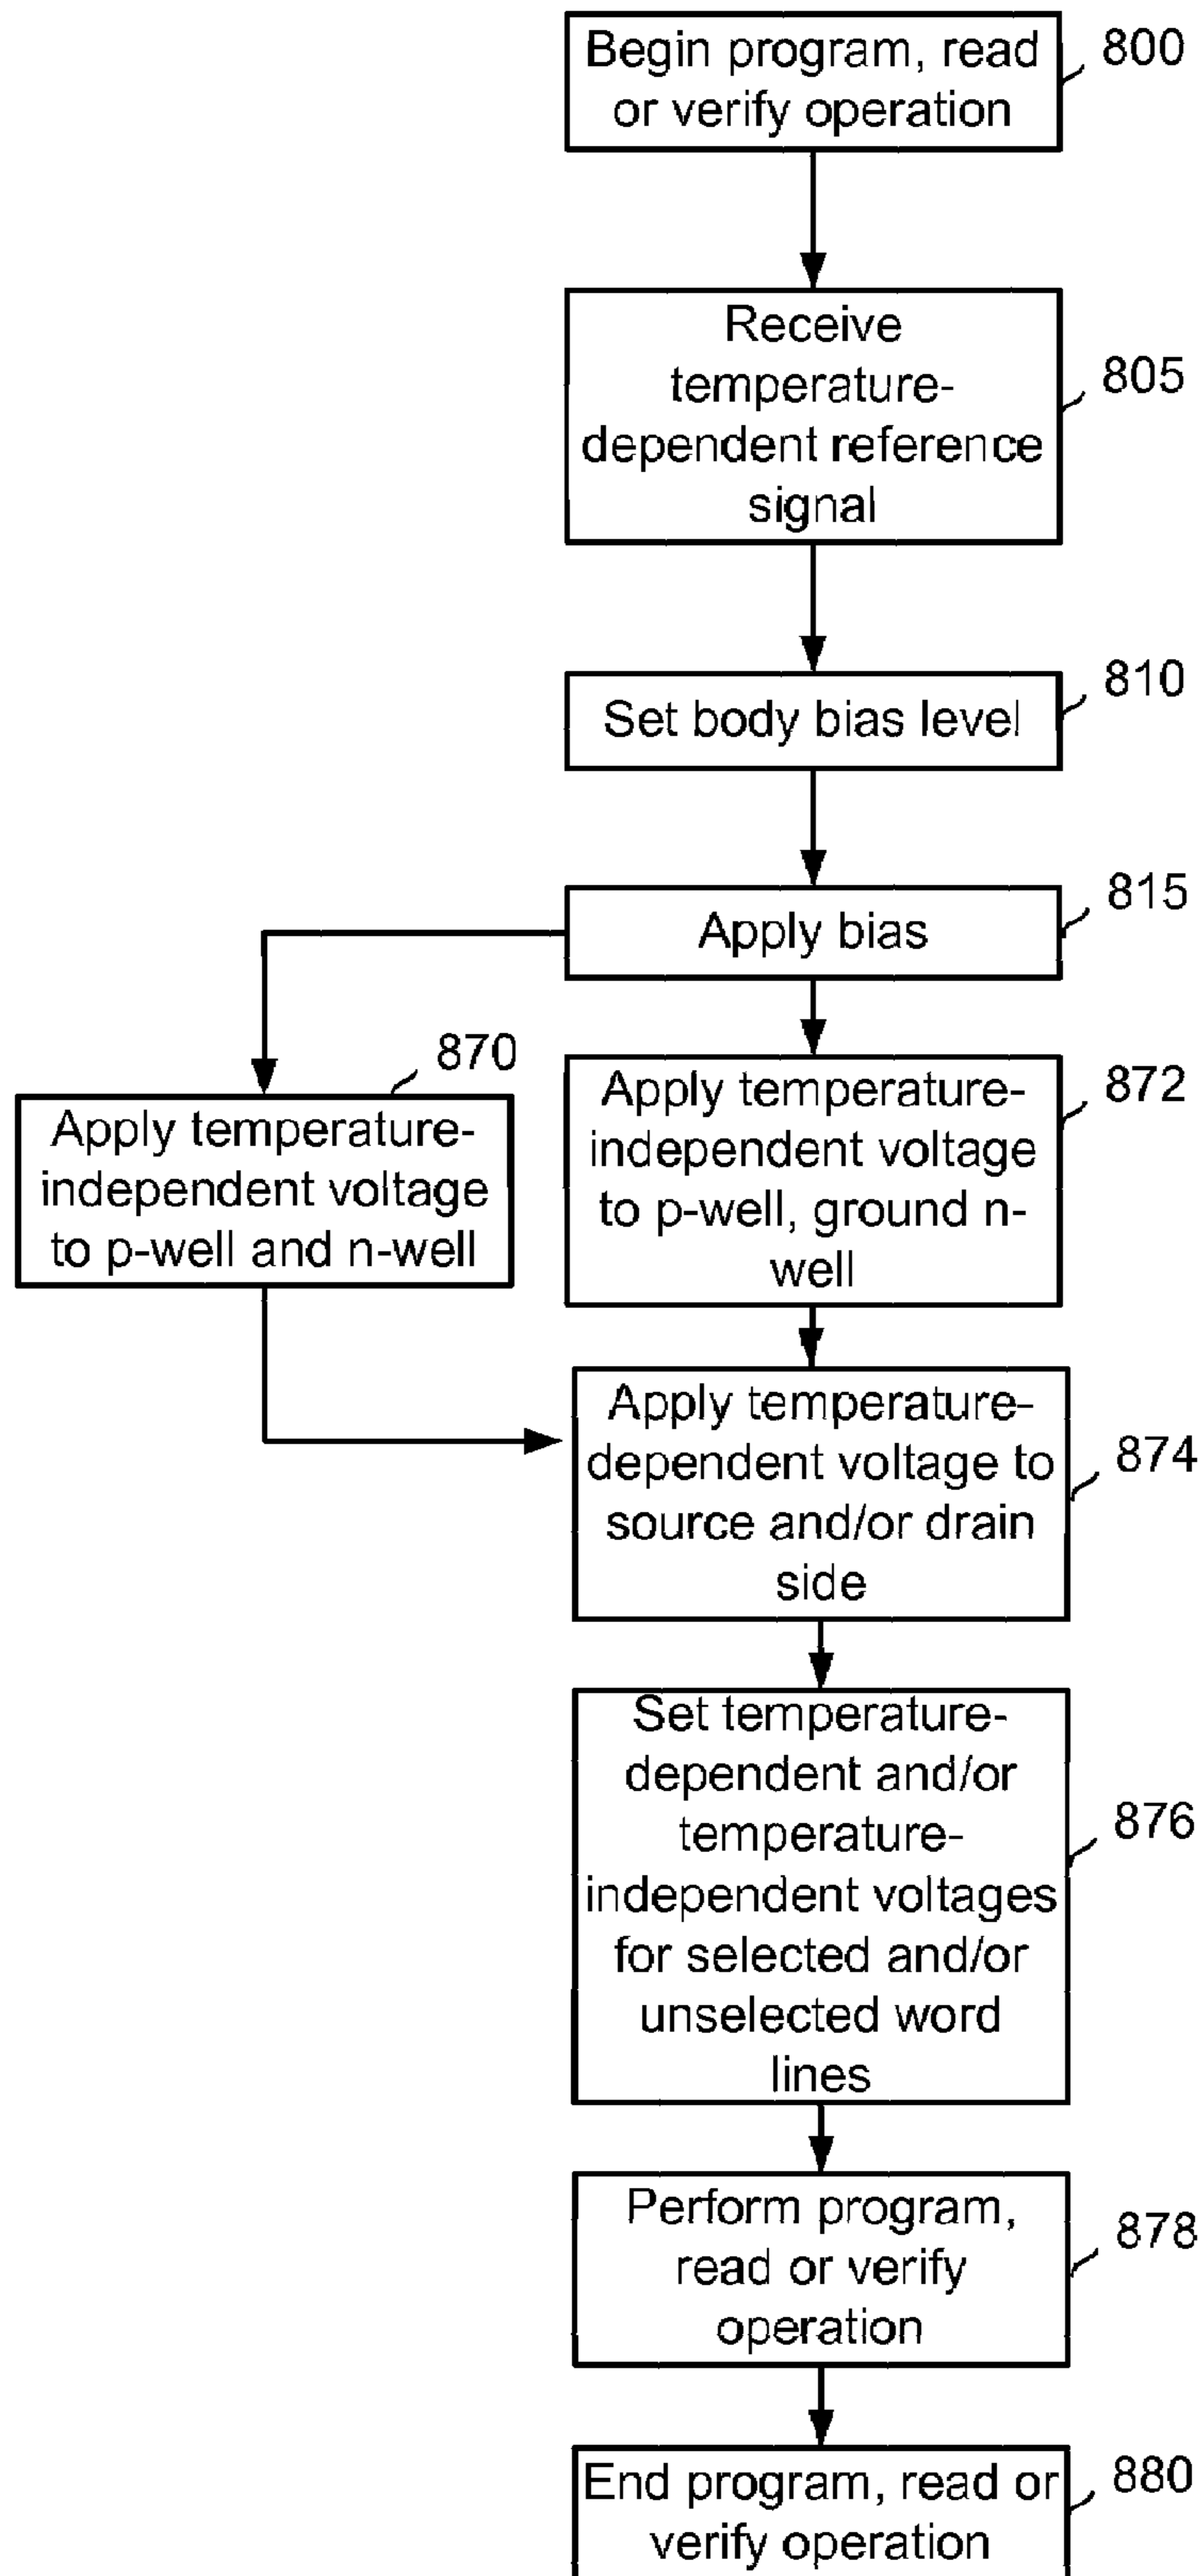 Begin program, read
or verify operation
800
Receive
temperature-
dependent reference
signal
805
Set body bias level
810
Apply bias
815
870
Apply temperature-
independent voltage
to p-well and n-well
Apply temperature-
independent voltage
to p-well, ground n-
well
872
Apply temperature-
dependent voltage to
source and/or drain
side
874
Set temperature-
dependent and/or
temperature-
independent voltages
for selected and/or
unselected word
lines
876
Perform program,
read or verify
operation
878
End program, read or
verify operation
880